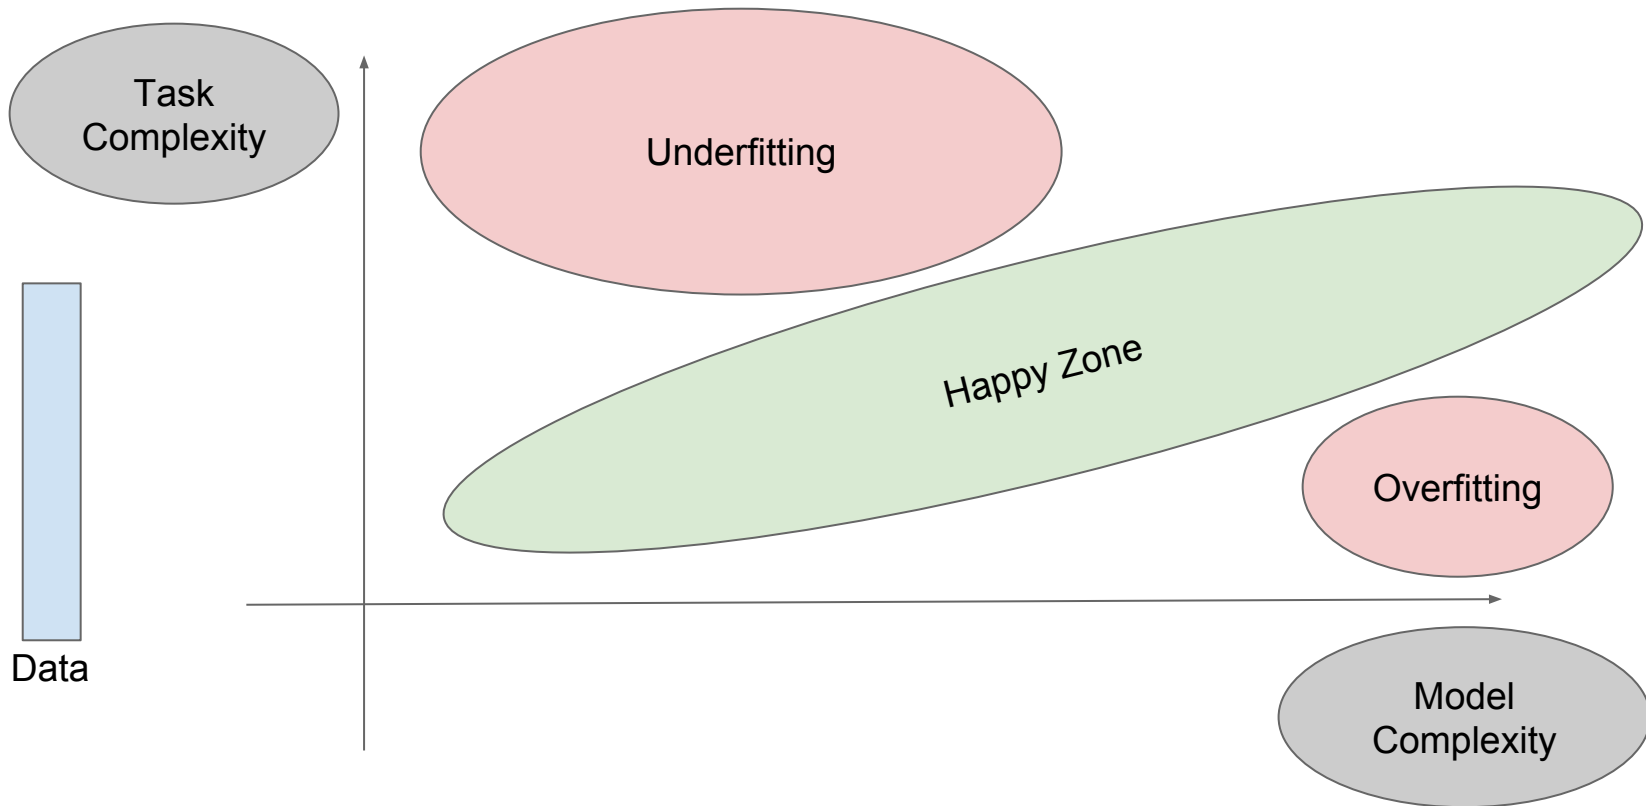 Task
Complexity
Underfitting
Happy Zone
Overfitting
Data
Model
Complexity